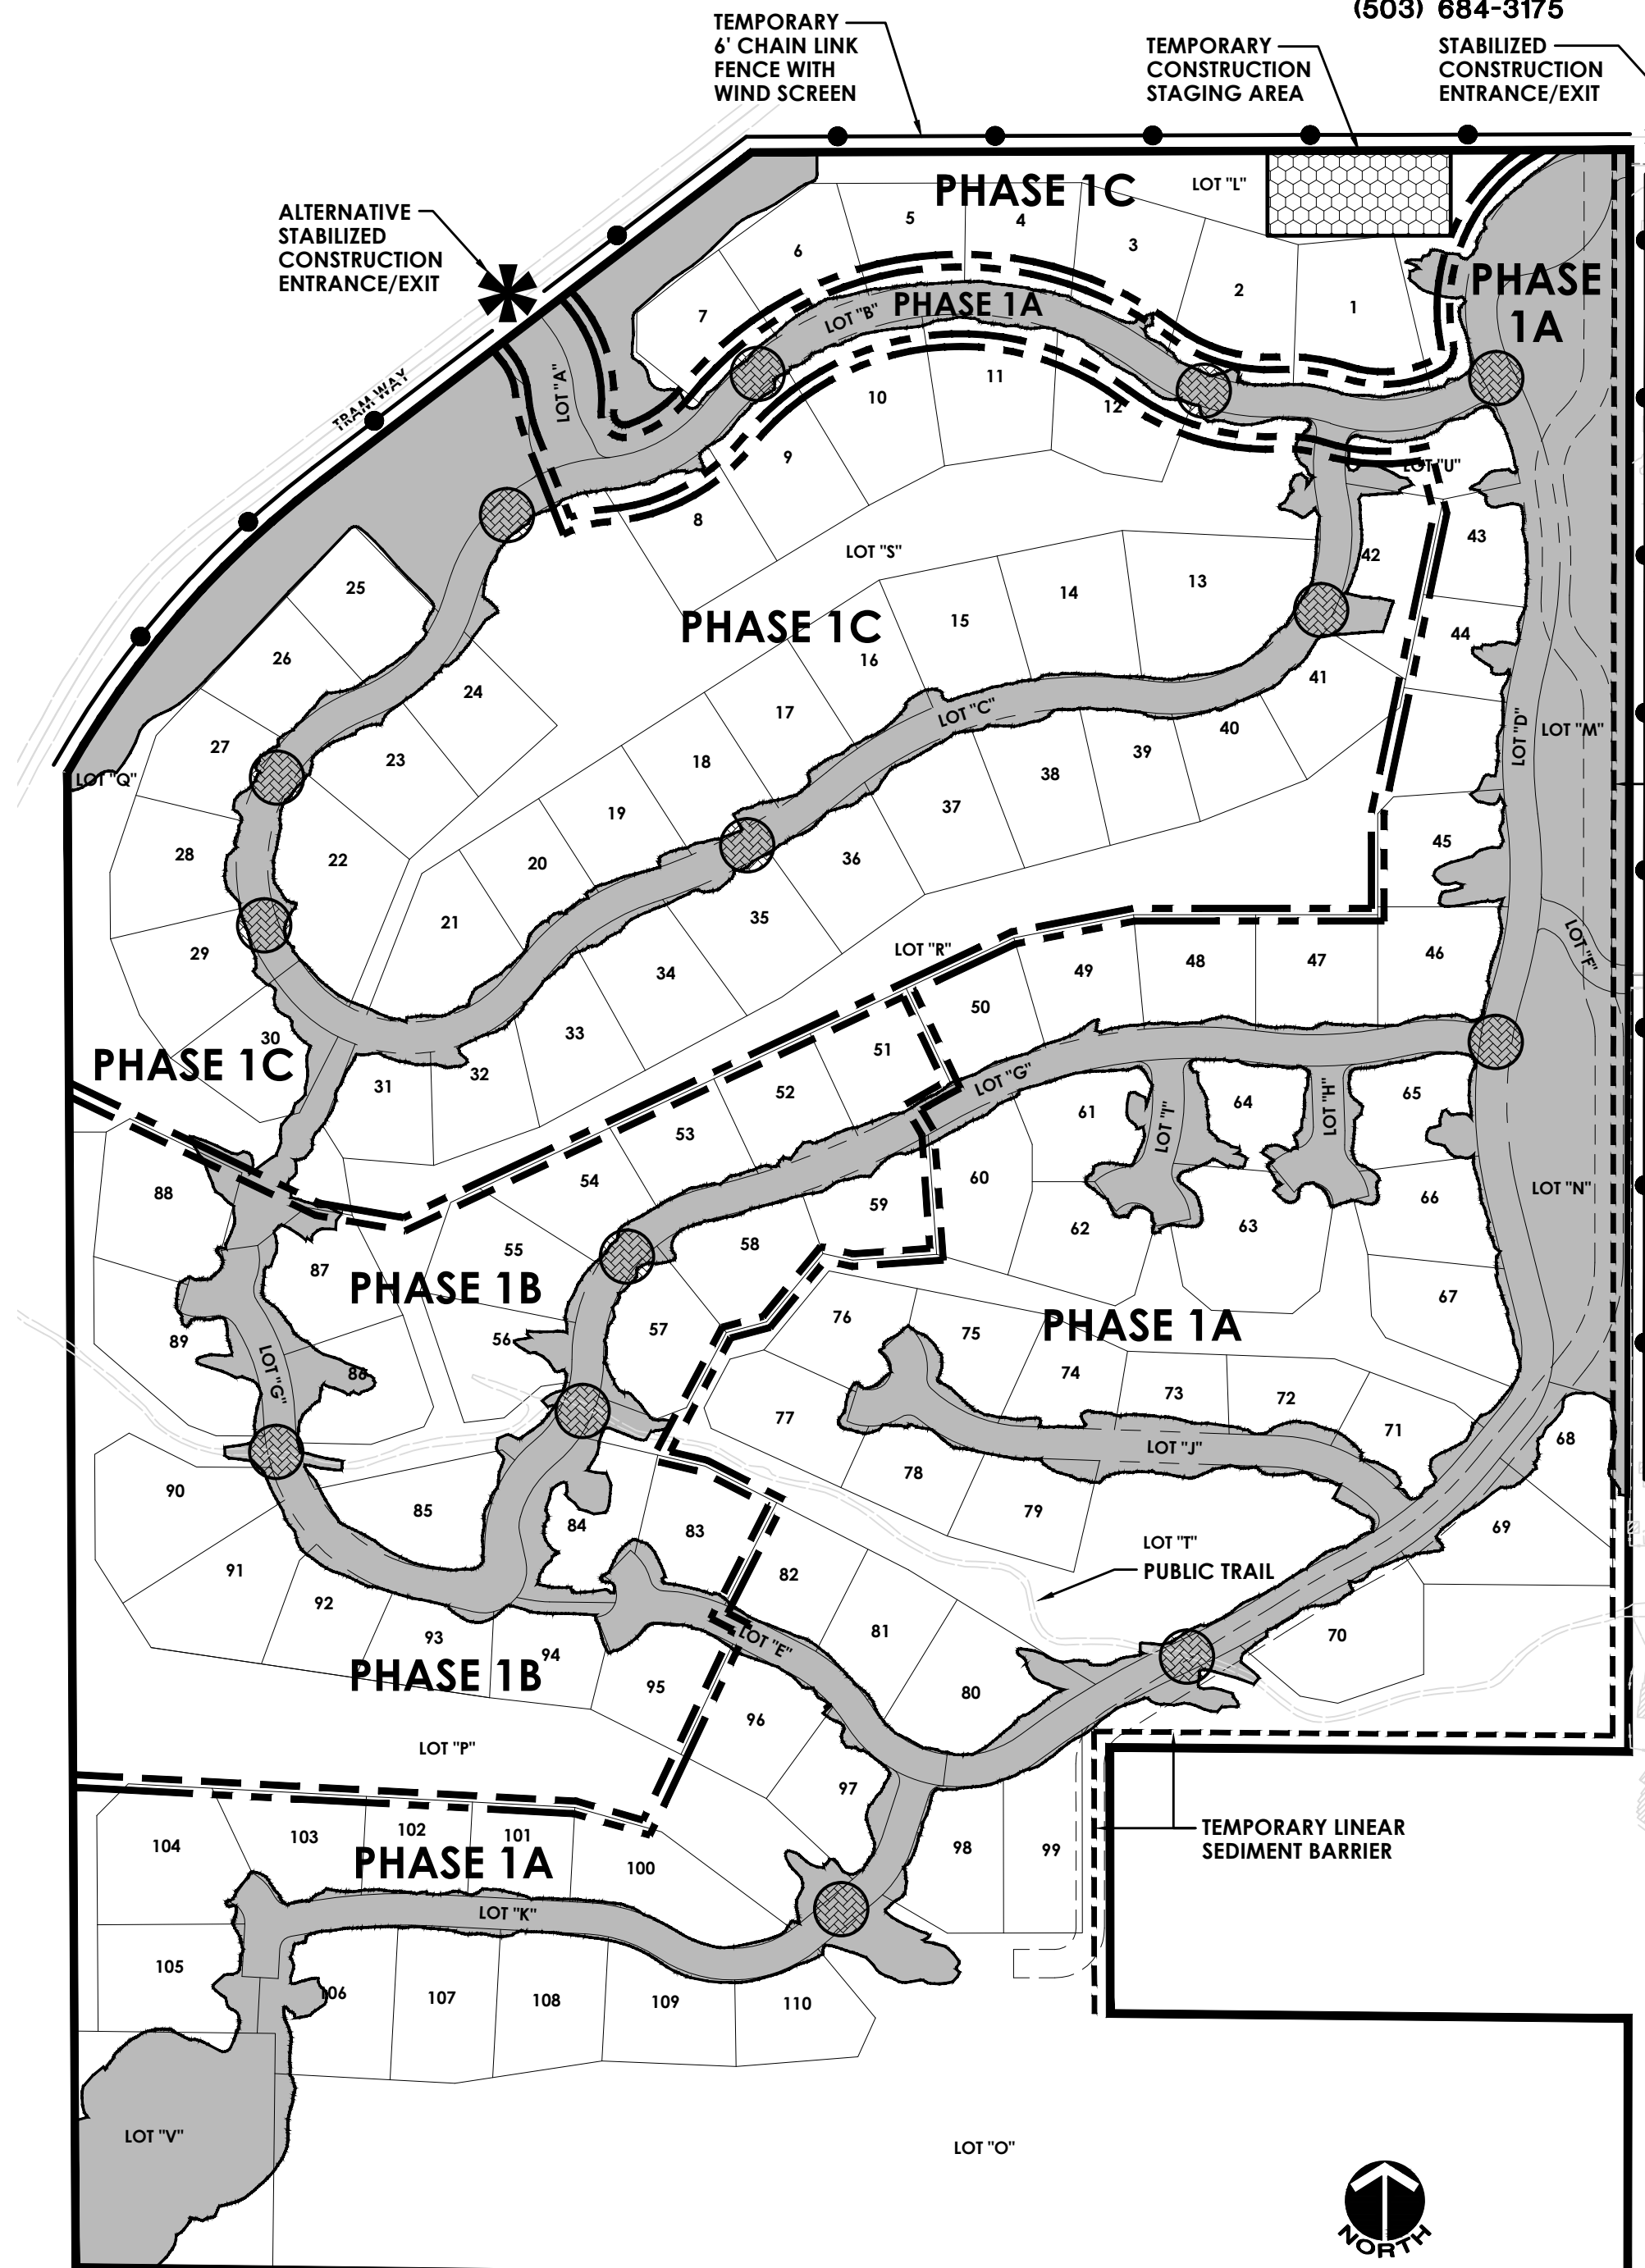 (503) 684-3175
TEMPORARY
6' CHAIN LINK
FENCE WITH
WIND SCREEN
TEMPORARY
CONSTRUCTION
STAGING AREA
STABILIZED
CONSTRUCTION
ENTRANCE/EXIT
ALTERNATIVE
STABILIZED
CONSTRUCTION
ENTRANCE/EXIT
PHASE 1C
LOT "L"
5
4
3
6
2
1
7
PHASE
1A
LOT "B"
PHASE 1A
TRAM WAY
LOT "A"
10
11
12
9
LOT "U"
8
43
LOT "S"
42
25
13
14
15
44
PHASE 1C
26
16
41
24
17
LOT "C"
40
LOT "D"
LOT "M"
27
23
18
39
38
LOT "Q"
19
37
45
28
22
20
36
21
35
LOT "F"
29
34
LOT "R"
49
48
47
46
50
33
30
51
PHASE 1C
32
31
LOT "G"
52
61
LOT "I"
64
LOT "H"
65
53
54
60
88
59
66
LOT "N"
62
63
55
58
87
PHASE 1B
67
76
57
75
PHASE 1A
89
56
LOT "G"
86
74
73
72
77
71
68
LOT "J"
78
90
85
84
83
79
69
LOT "T"
PUBLIC TRAIL
91
82
92
93
81
LOT "E"
70
94
PHASE 1B
95
80
96
LOT "P"
97
104
103
102
101
100
98
99
TEMPORARY LINEAR
SEDIMENT BARRIER
PHASE 1A
LOT "K"
105
106
107
108
109
110
LOT "V"
LOT "O"
NORTH